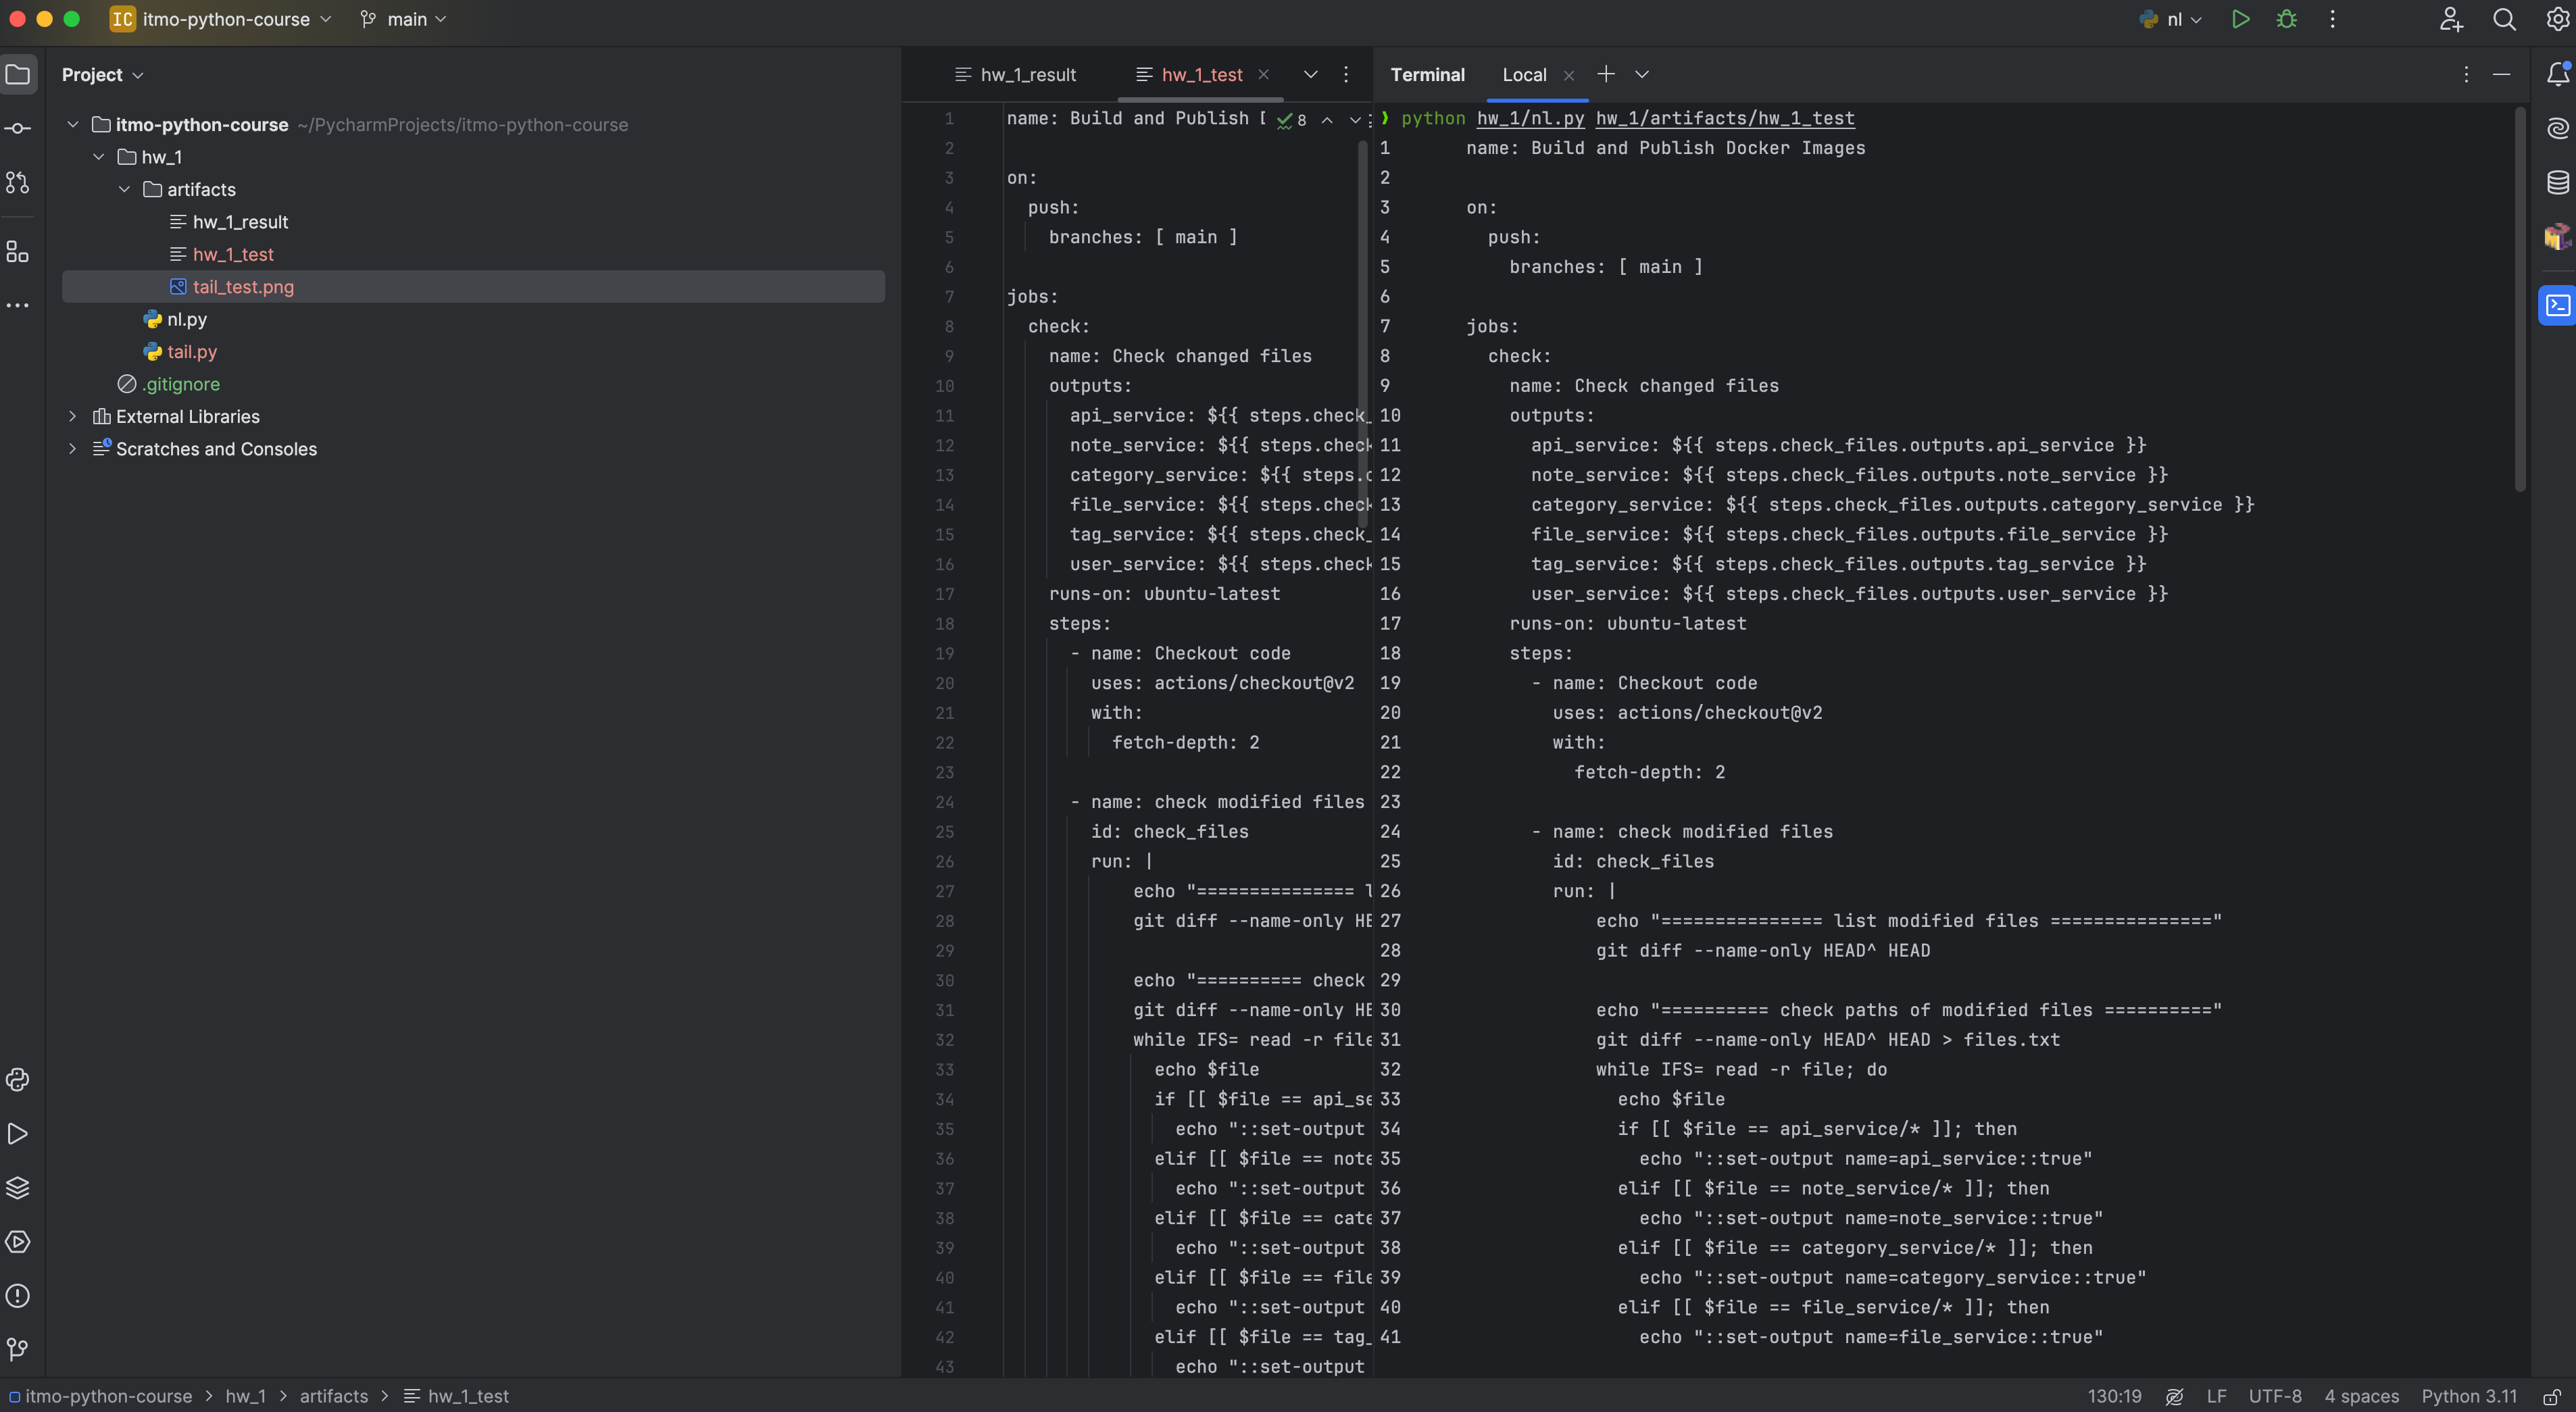 IC itmo-python-course main nl
Project
itmo-python-course ~/PycharmProjects/itmo-python-course
hw_1
artifacts
hw_1_result
hw_1_test
tail_test.png
nl.py
tail.py
.gitignore
External Libraries
Scratches and Consoles
hw_1_result hw_1_test
8
1 name: Build and Publish D
2
3 on:
4 push:
5 branches: [ main ]
6
7 jobs:
8 check:
9 name: Check changed files
10 outputs:
11 api_service: ${{ steps.check_
12 note_service: ${{ steps.check
13 category_service: ${{ steps.c
14 file_service: ${{ steps.check
15 tag_service: ${{ steps.check_
16 user_service: ${{ steps.check
17 runs-on: ubuntu-latest
18 steps:
19 - name: Checkout code
20 uses: actions/checkout@v2
21 with:
22 fetch-depth: 2
23
24 - name: check modified files
25 id: check_files
26 run: |
27 echo "=============== l
28 git diff --name-only HE
29
30 echo "========== check
31 git diff --name-only HE
32 while IFS= read -r file
33 echo $file
34 if [[ $file == api_se
35 echo "::set-output
36 elif [[ $file == note
37 echo "::set-output
38 elif [[ $file == cate
39 echo "::set-output
40 elif [[ $file == file
41 echo "::set-output
42 elif [[ $file == tag_
43 echo "::set-output
Terminal Local
❯ python hw_1/nl.py hw_1/artifacts/hw_1_test
1 name: Build and Publish Docker Images
2
3 on:
4 push:
5 branches: [ main ]
6
7 jobs:
8 check:
9 name: Check changed files
10 outputs:
11 api_service: ${{ steps.check_files.outputs.api_service }}
12 note_service: ${{ steps.check_files.outputs.note_service }}
13 category_service: ${{ steps.check_files.outputs.category_service }}
14 file_service: ${{ steps.check_files.outputs.file_service }}
15 tag_service: ${{ steps.check_files.outputs.tag_service }}
16 user_service: ${{ steps.check_files.outputs.user_service }}
17 runs-on: ubuntu-latest
18 steps:
19 - name: Checkout code
20 uses: actions/checkout@v2
21 with:
22 fetch-depth: 2
23
24 - name: check modified files
25 id: check_files
26 run: |
27 echo "=============== list modified files ==============="
28 git diff --name-only HEAD^ HEAD
29
30 echo "========== check paths of modified files =========="
31 git diff --name-only HEAD^ HEAD > files.txt
32 while IFS= read -r file; do
33 echo $file
34 if [[ $file == api_service/* ]]; then
35 echo "::set-output name=api_service::true"
36 elif [[ $file == note_service/* ]]; then
37 echo "::set-output name=note_service::true"
38 elif [[ $file == category_service/* ]]; then
39 echo "::set-output name=category_service::true"
40 elif [[ $file == file_service/* ]]; then
41 echo "::set-output name=file_service::true"
itmo-python-course > hw_1 > artifacts > hw_1_test
130:19 LF UTF-8 4 spaces Python 3.11